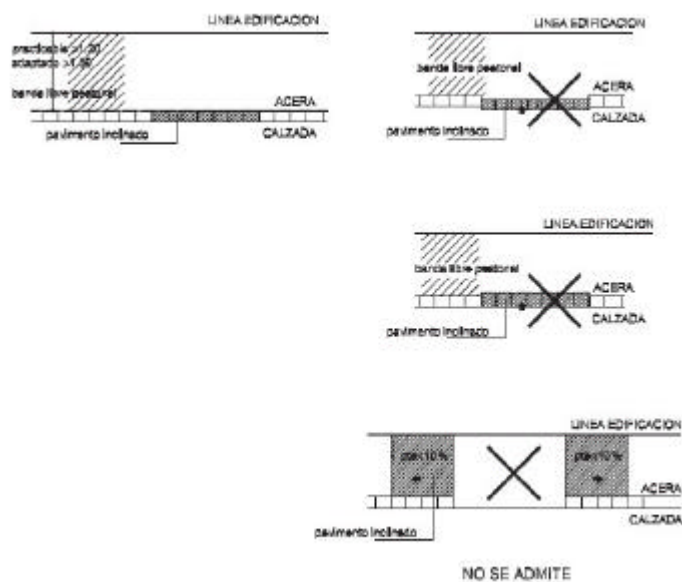 LINEA EDIFICACION
practicable >1.20
adaptado >1.50
banda libre peatonal
ACERA
CALZADA
pavimento inclinado
LINEA EDIFICACION
banda libre peatonal
ACERA
CALZADA
pavimento inclinado
LINEA EDIFICACION
banda libre peatonal
ACERA
CALZADA
pavimento inclinado
LINEA EDIFICACION
10%
10%
ACERA
CALZADA
pavimento inclinado
NO SE ADMITE